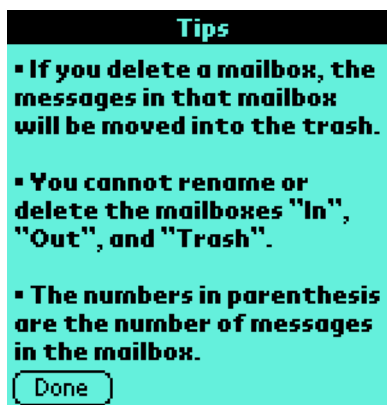 Tips
▪ If you delete a mailbox, the
messages in that mailbox
will be moved into the trash.
▪ You cannot rename or
delete the mailboxes "In",
"Out", and "Trash".
▪ The numbers in parenthesis
are the number of messages
in the mailbox.
Done